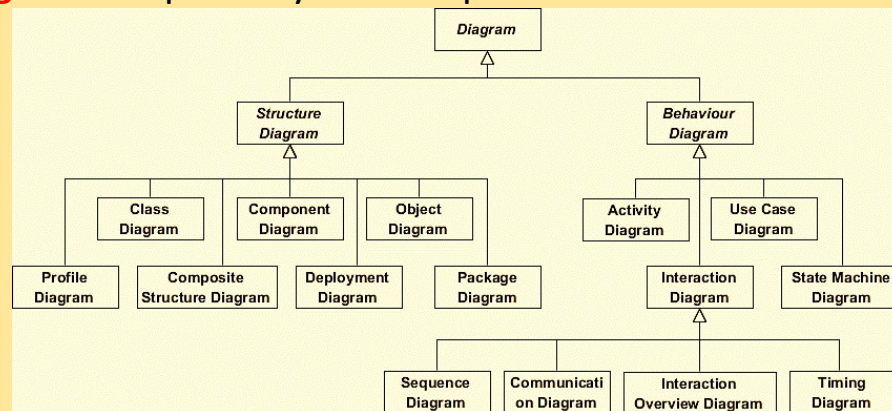 Diagram
Structure
Diagram
Behaviour
Diagram
Class
Diagram
Component
Diagram
Object
Diagram
Activity
Diagram
Use Case
Diagram
Profile
Diagram
Composite
Structure Diagram
Deployment
Diagram
Package
Diagram
Interaction
Diagram
State Machine
Diagram
Sequence
Diagram
Communicati
on Diagram
Interaction
Overview Diagram
Timing
Diagram